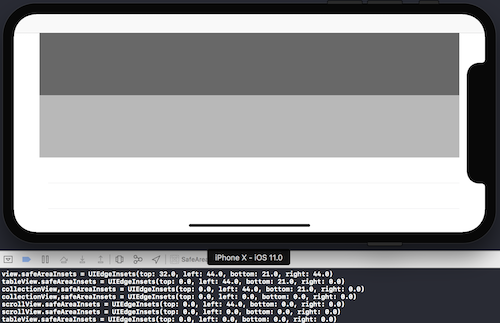 SafeArea
iPhone X – iOS 11.0
view.safeAreaInsets = UIEdgeInsets(top: 32.0, left: 44.0, bottom: 21.0, right: 44.0)
tableView.safeAreaInsets = UIEdgeInsets(top: 0.0, left: 44.0, bottom: 21.0, right: 0.0)
collectionView.safeAreaInsets = UIEdgeInsets(top: 0.0, left: 44.0, bottom: 21.0, right: 0.0)
collectionView.safeAreaInsets = UIEdgeInsets(top: 0.0, left: 0.0, bottom: 0.0, right: 0.0)
scrollView.safeAreaInsets = UIEdgeInsets(top: 0.0, left: 44.0, bottom: 0.0, right: 0.0)
scrollView.safeAreaInsets = UIEdgeInsets(top: 0.0, left: 0.0, bottom: 0.0, right: 0.0)
tableView.safeAreaInsets = UIEdgeInsets(top: 0.0, left: 44.0, bottom: 21.0, right: 0.0)